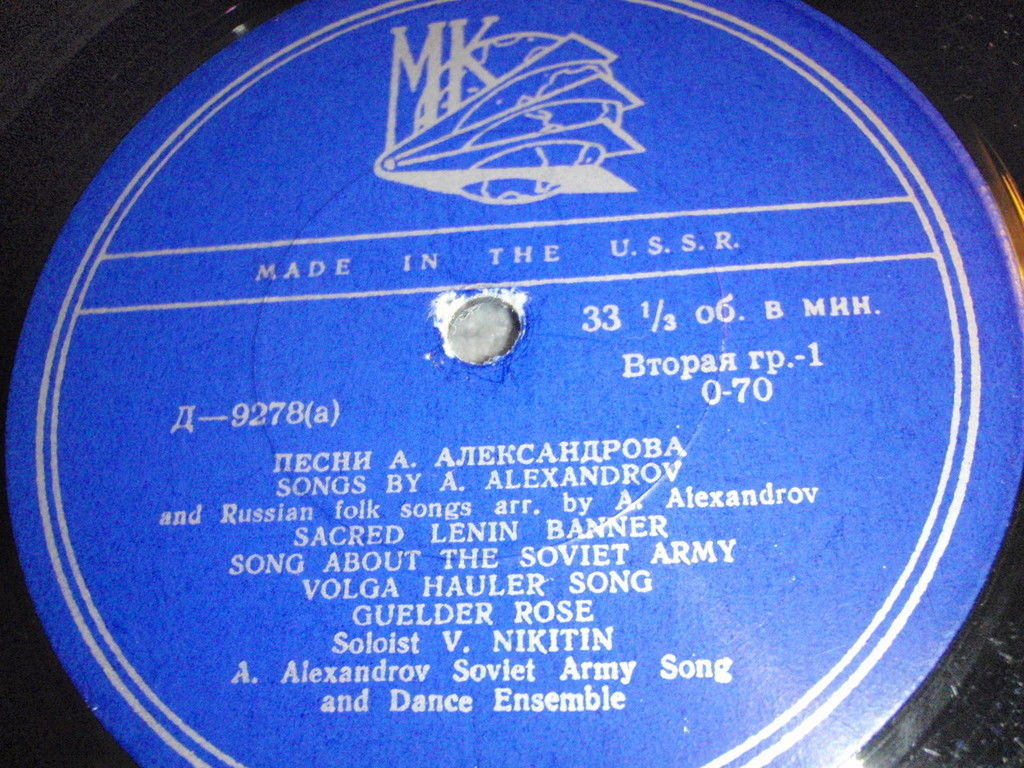 МК
MADE IN THE U.S.S.R.
33 ⅓ об. в мин.
Вторая гр.-1
0-70
Д—9278(а)
ПЕСНИ А. АЛЕКСАНДРОВА
SONGS BY A. ALEXANDROV
and Russian folk songs arr. by A. Alexandrov
SACRED LENIN BANNER
SONG ABOUT THE SOVIET ARMY
VOLGA HAULER SONG
GUELDER ROSE
Soloist V. NIKITIN
A. Alexandrov Soviet Army Song
and Dance Ensemble